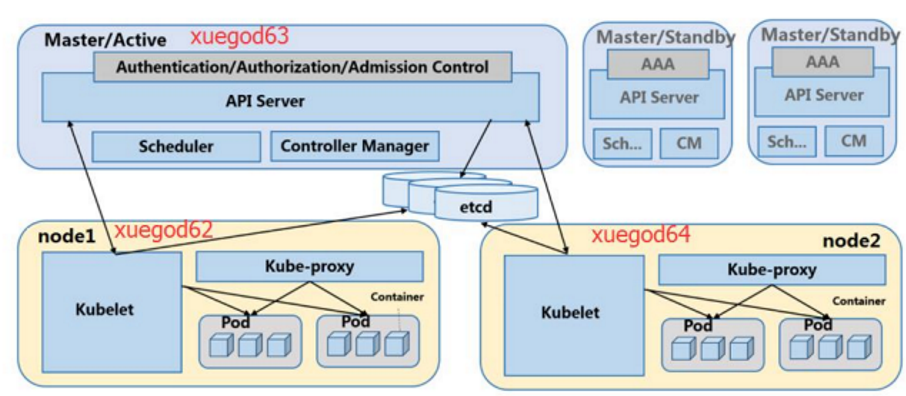 Master/Active xuegod63
Authentication/Authorization/Admission Control
API Server
Scheduler
Controller Manager
Master/Standby
AAA
API Server
Sch...
CM
Master/Standby
AAA
API Server
Sch...
CM
etcd
node1 xuegod62
Kubelet
Kube-proxy
Container
Pod
Pod
xuegod64 node2
Kubelet
Kube-proxy
Container
Pod
Pod